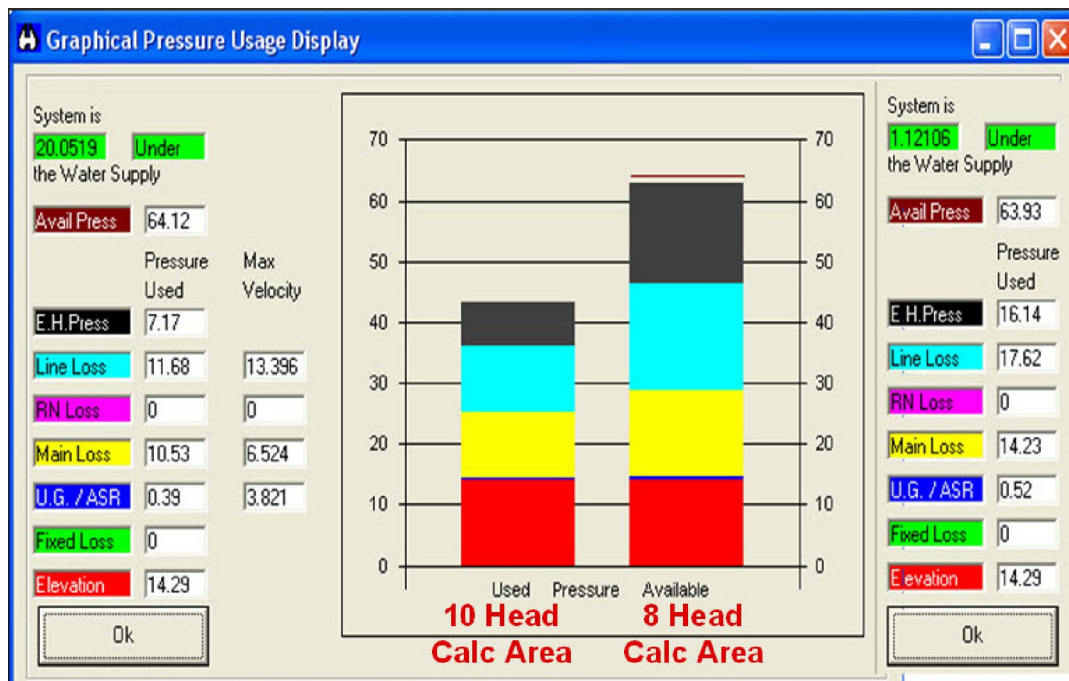 Graphical Pressure Usage Display
System is
20.0519 Under
the Water Supply
Avail Press 64.12
Pressure Max
Used Velocity
E.H.Press 7.17
Line Loss 11.68 13.396
RN Loss 0 0
Main Loss 10.53 6.524
U.G. / ASR 0.39 3.821
Fixed Loss 0
Elevation 14.29
Ok
70 70
60 60
50 50
40 40
30 30
20 20
10 10
0 0
Used Pressure Available
10 Head 8 Head
Calc Area Calc Area
System is
1.12106 Under
the Water Supply
Avail Press 63.93
Pressure
Used
E.H.Press 16.14
Line Loss 17.62
RN Loss 0
Main Loss 14.23
U.G. / ASR 0.52
Fixed Loss 0
Elevation 14.29
Ok